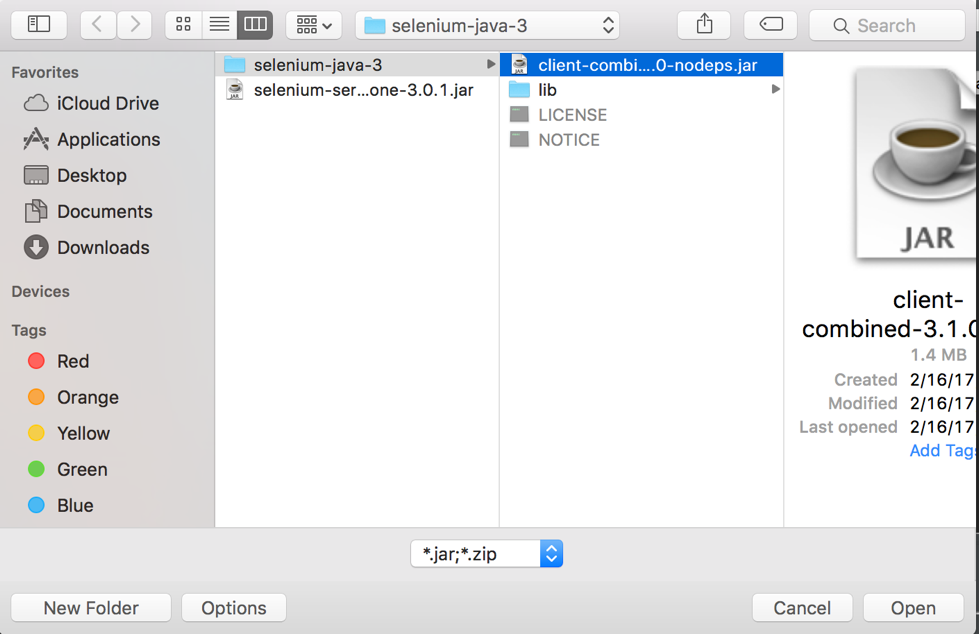 selenium-java-3
Search
Favorites
iCloud Drive
Applications
Desktop
Documents
Downloads
Devices
Tags
Red
Orange
Yellow
Green
Blue
selenium-java-3
selenium-ser...one-3.0.1.jar
client-combi....0-nodeps.jar
lib
LICENSE
NOTICE
JAR
client-
combined-3.1.0
1.4 MB
Created 2/16/17
Modified 2/16/17
Last opened 2/16/17
Add Tags
*.jar;*.zip
New Folder
Options
Cancel
Open